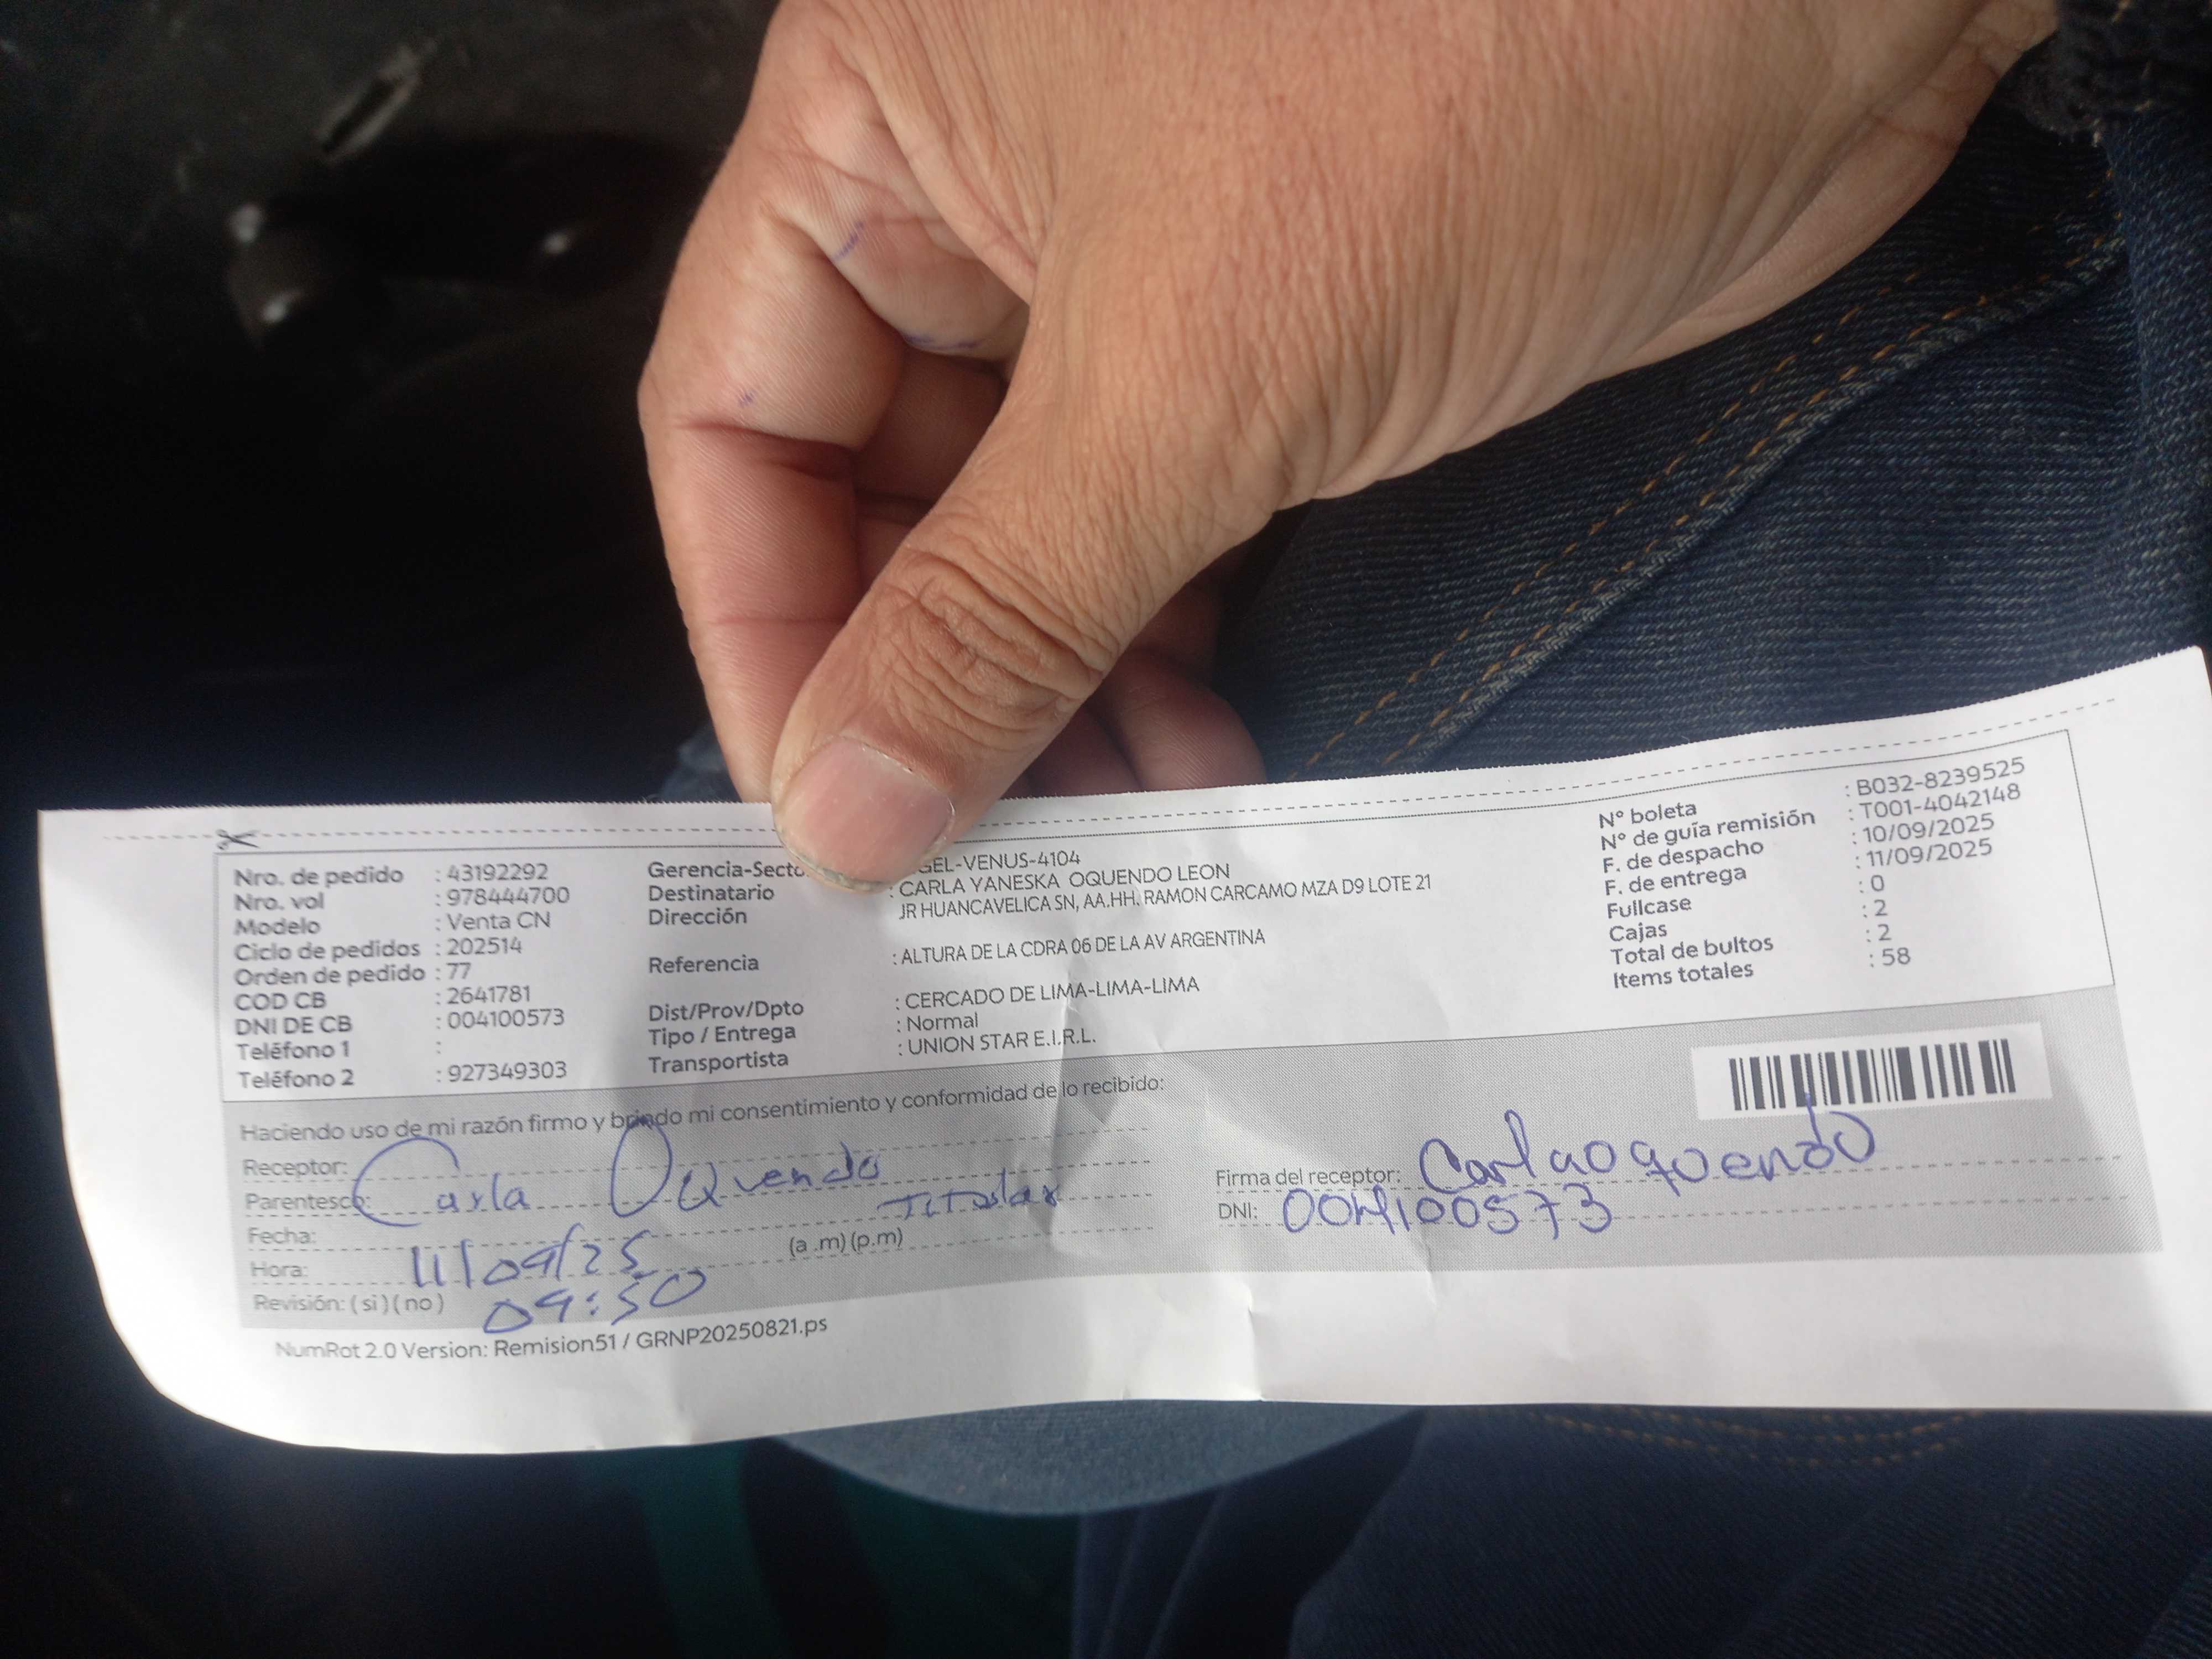 Nro. de pedido : 43192292
Nro. vol : 978444700
Modelo : Venta CN
Ciclo de pedidos : 202514
Orden de pedido : 77
COD CB : 2641781
DNI DE CB : 004100573
Teléfono 1 :
Teléfono 2 : 927349303
Gerencia-Secto GEL-VENUS-4104
Destinatario : CARLA YANESKA OQUENDO LEON
Dirección JR HUANCAVELICA SN, AA.HH. RAMON CARCAMO MZA D9 LOTE 21
Referencia : ALTURA DE LA CDRA 06 DE LA AV ARGENTINA
Dist/Prov/Dpto : CERCADO DE LIMA-LIMA-LIMA
Tipo / Entrega : Normal
Transportista : UNION STAR E.I.R.L.
N° boleta : B032-8239525
N° de guía remisión : T001-4042148
F. de despacho : 10/09/2025
F. de entrega : 11/09/2025
Fullcase : 0
Cajas : 2
Total de bultos : 2
Items totales : 58
Haciendo uso de mi razón firmo y brindo mi consentimiento y conformidad de lo recibido:
Receptor: Carla Oquendo
Parentesco: Titular
Fecha: 11/09/25
Hora: 09:50 (a .m) (p.m)
Revisión: ( si ) ( no )
Firma del receptor: Carla oquendo
DNI: 004100573
NumRot 2.0 Version: Remision51 / GRNP20250821.ps